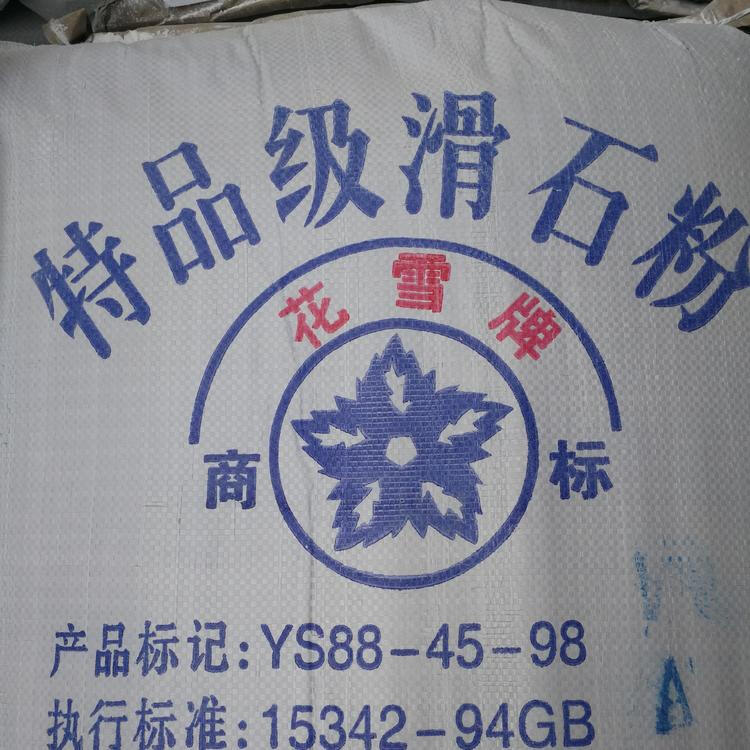 特品级滑石粉
花雪牌
商标
产品标记:YS88-45-98
执行标准:15342-94GB
A